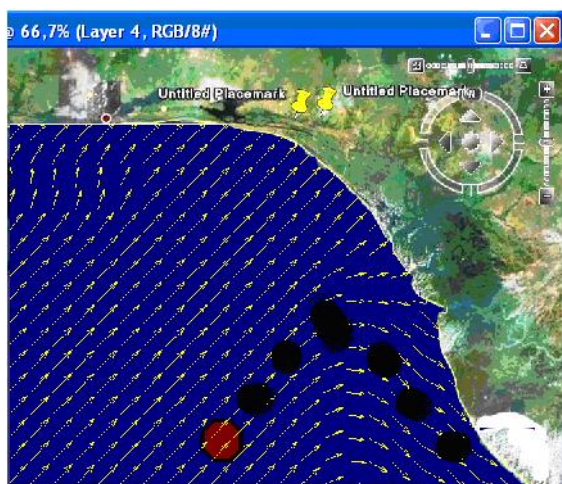 @ 66,7% (Layer 4, RGB/8#)
Untitled Placemark
Untitled Placemark
N